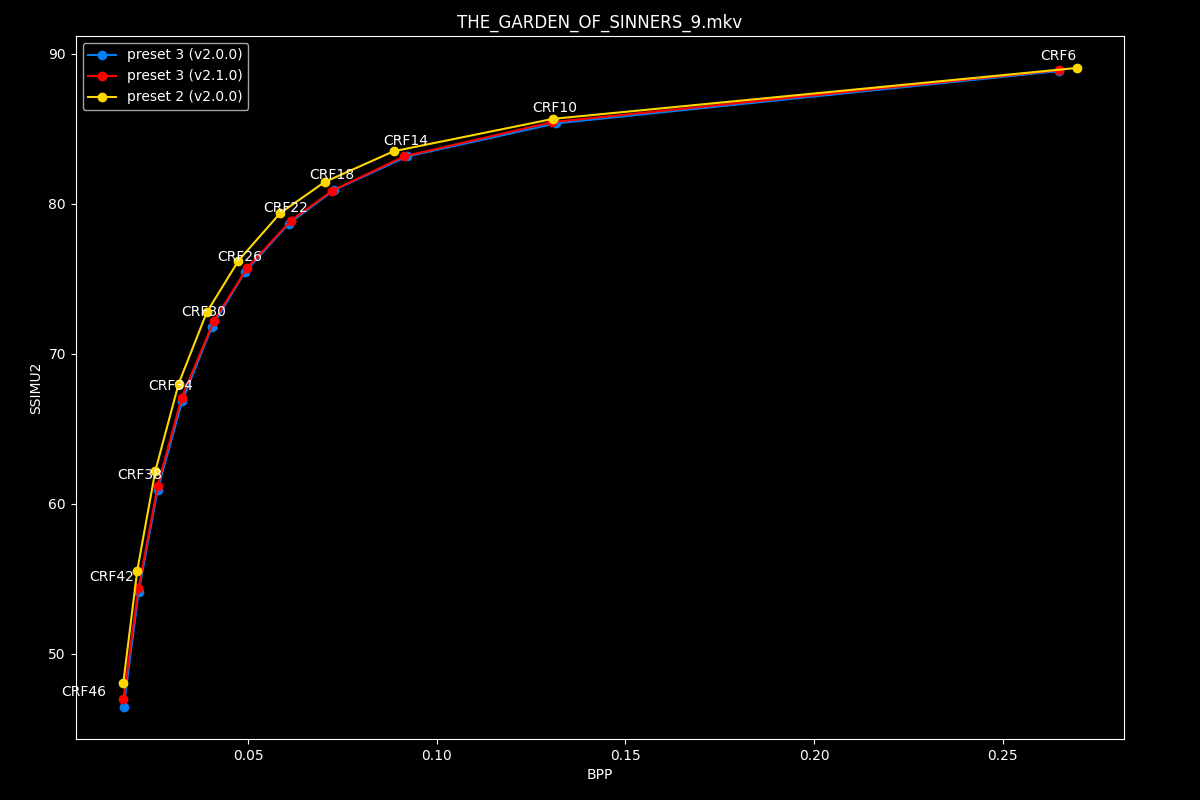 THE_GARDEN_OF_SINNERS_9.mkv
preset 3 (v2.0.0)
preset 3 (v2.1.0)
preset 2 (v2.0.0)
90
80
70
60
50
SSIMU2
CRF6
CRF10
CRF14
CRF18
CRF22
CRF26
CRF30
CRF34
CRF38
CRF42
CRF46
0.05
0.10
0.15
0.20
0.25
BPP